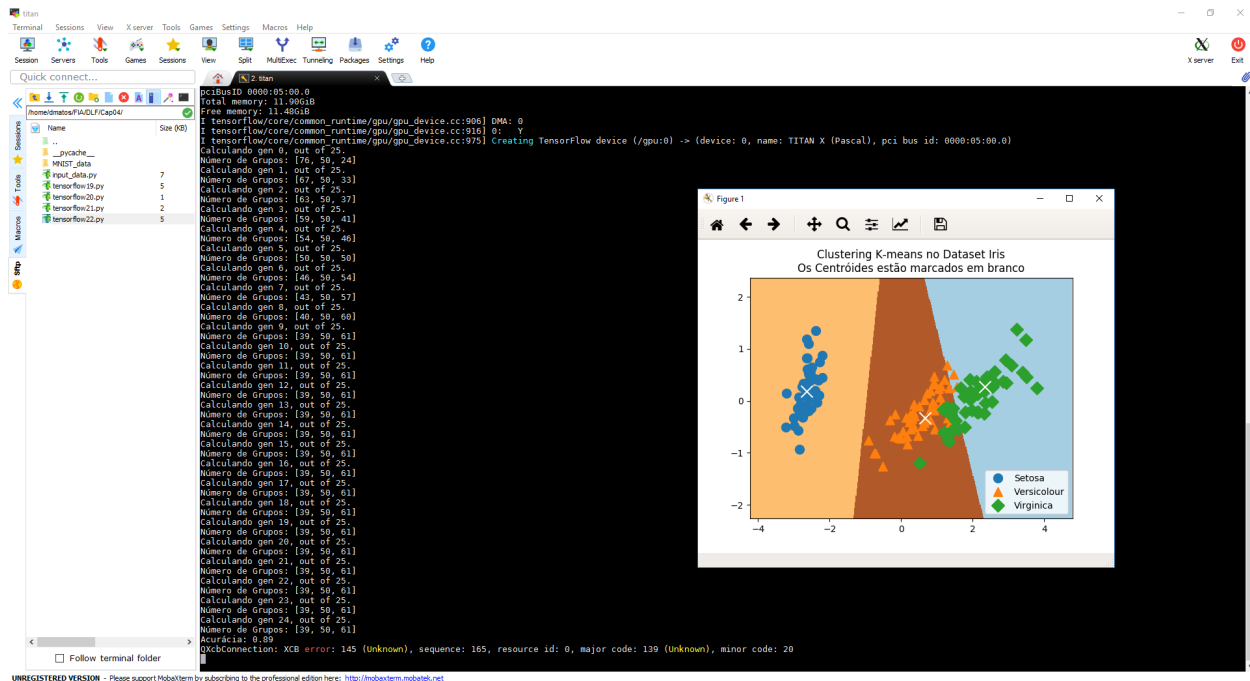 titan
Terminal Sessions View X server Tools Games Settings Macros Help
Session Servers Tools Games Sessions View Split MultiExec Tunneling Packages Settings Help X server Exit
Quick connect...
2. titan
/home/dmatos/FIA/DLF/Cap04/
Name Size (KB)
..
__pycache__
MNIST_data
input_data.py 7
tensorflow19.py 5
tensorflow20.py 1
tensorflow21.py 2
tensorflow22.py 5
Sessions
Tools
Macros
Sftp
Follow terminal folder
pciBusID 0000:05:00.0
Total memory: 11.90GiB
Free memory: 11.48GiB
I tensorflow/core/common_runtime/gpu/gpu_device.cc:906] DMA: 0
I tensorflow/core/common_runtime/gpu/gpu_device.cc:916] 0: Y
I tensorflow/core/common_runtime/gpu/gpu_device.cc:975] Creating TensorFlow device (/gpu:0) -> (device: 0, name: TITAN X (Pascal), pci bus id: 0000:05:00.0)
Calculando gen 0, out of 25.
Número de Grupos: [76, 50, 24]
Calculando gen 1, out of 25.
Número de Grupos: [67, 50, 33]
Calculando gen 2, out of 25.
Número de Grupos: [63, 50, 37]
Calculando gen 3, out of 25.
Número de Grupos: [59, 50, 41]
Calculando gen 4, out of 25.
Número de Grupos: [54, 50, 46]
Calculando gen 5, out of 25.
Número de Grupos: [50, 50, 50]
Calculando gen 6, out of 25.
Número de Grupos: [46, 50, 54]
Calculando gen 7, out of 25.
Número de Grupos: [43, 50, 57]
Calculando gen 8, out of 25.
Número de Grupos: [40, 50, 60]
Calculando gen 9, out of 25.
Número de Grupos: [39, 50, 61]
Calculando gen 10, out of 25.
Número de Grupos: [39, 50, 61]
Calculando gen 11, out of 25.
Número de Grupos: [39, 50, 61]
Calculando gen 12, out of 25.
Número de Grupos: [39, 50, 61]
Calculando gen 13, out of 25.
Número de Grupos: [39, 50, 61]
Calculando gen 14, out of 25.
Número de Grupos: [39, 50, 61]
Calculando gen 15, out of 25.
Número de Grupos: [39, 50, 61]
Calculando gen 16, out of 25.
Número de Grupos: [39, 50, 61]
Calculando gen 17, out of 25.
Número de Grupos: [39, 50, 61]
Calculando gen 18, out of 25.
Número de Grupos: [39, 50, 61]
Calculando gen 19, out of 25.
Número de Grupos: [39, 50, 61]
Calculando gen 20, out of 25.
Número de Grupos: [39, 50, 61]
Calculando gen 21, out of 25.
Número de Grupos: [39, 50, 61]
Calculando gen 22, out of 25.
Número de Grupos: [39, 50, 61]
Calculando gen 23, out of 25.
Número de Grupos: [39, 50, 61]
Calculando gen 24, out of 25.
Número de Grupos: [39, 50, 61]
Acurácia: 0.89
QXcbConnection: XCB error: 145 (Unknown), sequence: 165, resource id: 0, major code: 139 (Unknown), minor code: 20
Figure 1
Clustering K-means no Dataset Iris
Os Centróides estão marcados em branco
2
1
0
−1
−2
−4 −2 0 2 4
Setosa
Versicolour
Virginica
UNREGISTERED VERSION - Please support MobaXterm by subscribing to the professional edition here: http://mobaxterm.mobatek.net